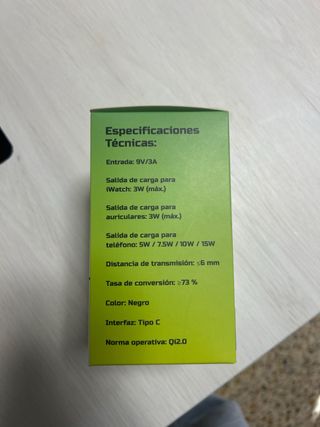 Especificaciones
Técnicas:
Entrada: 9V/3A
Salida de carga para
iWatch: 3W (máx.)
Salida de carga para
auriculares: 3W (máx.)
Salida de carga para
teléfono: 5W / 7.5W / 10W / 15W
Distancia de transmisión: ≤6 mm
Tasa de conversión: ≥73 %
Color: Negro
Interfaz: Tipo C
Norma operativa: QI2.0